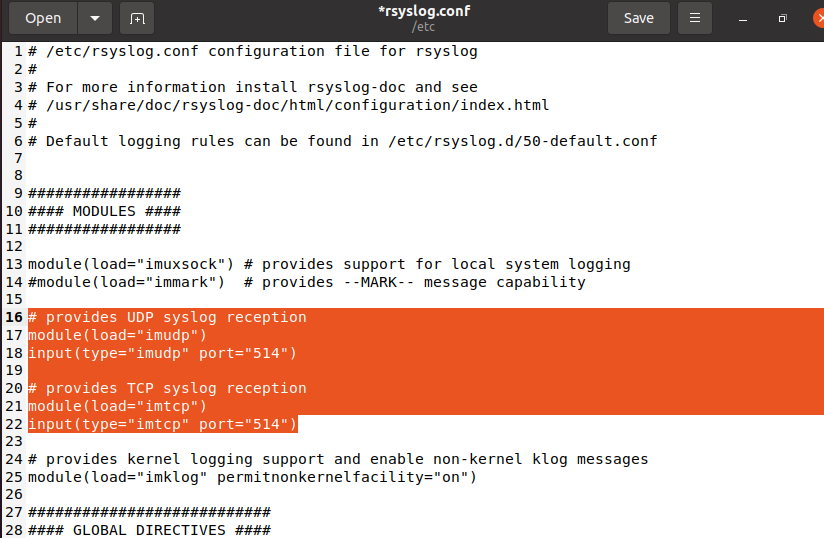 Open
*rsyslog.conf
/etc
Save
1 # /etc/rsyslog.conf configuration file for rsyslog
2 #
3 # For more information install rsyslog-doc and see
4 # /usr/share/doc/rsyslog-doc/html/configuration/index.html
5 #
6 # Default logging rules can be found in /etc/rsyslog.d/50-default.conf
7
8
9 #################
10 #### MODULES ####
11 #################
12
13 module(load="imuxsock") # provides support for local system logging
14 #module(load="immark")  # provides --MARK-- message capability
15
16 # provides UDP syslog reception
17 module(load="imudp")
18 input(type="imudp" port="514")
19
20 # provides TCP syslog reception
21 module(load="imtcp")
22 input(type="imtcp" port="514")
23
24 # provides kernel logging support and enable non-kernel klog messages
25 module(load="imklog" permitnonkernelfacility="on")
26
27 ###########################
28 #### GLOBAL DIRECTIVES ####